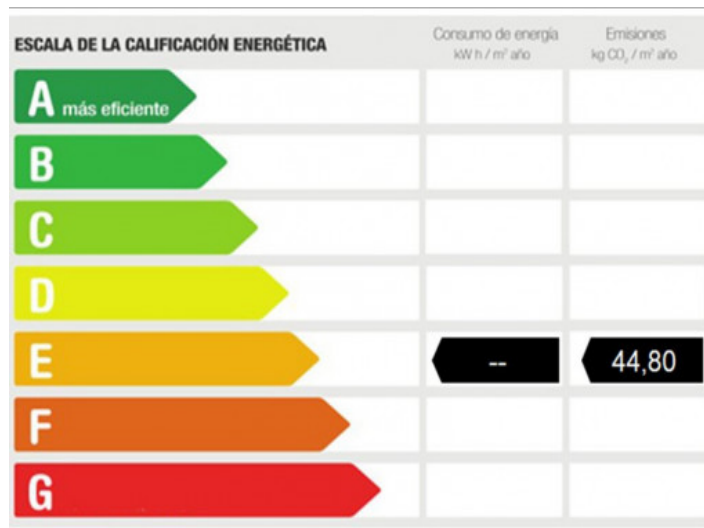 ESCALA DE LA CALIFICACIÓN ENERGÉTICA
Consumo de energía
kW h / m² año
Emisiones
kg CO₂ / m² año
A más eficiente
B
C
D
E -- 44,80
F
G